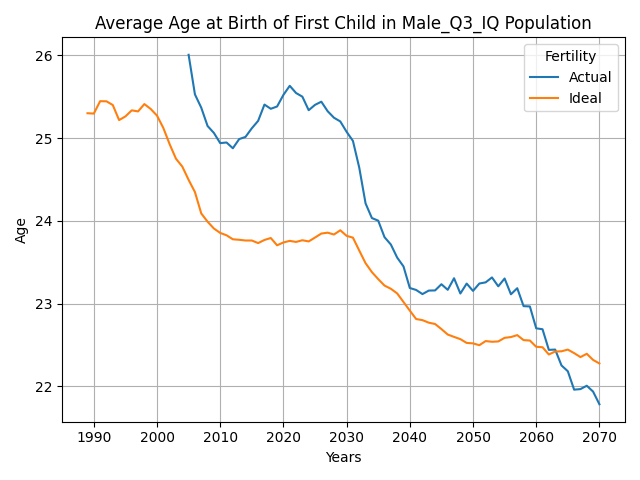 Average Age at Birth of First Child in Male_Q3_IQ Population
Fertility
Actual
Ideal
Age
26
25
24
23
22
1990 2000 2010 2020 2030 2040 2050 2060 2070
Years